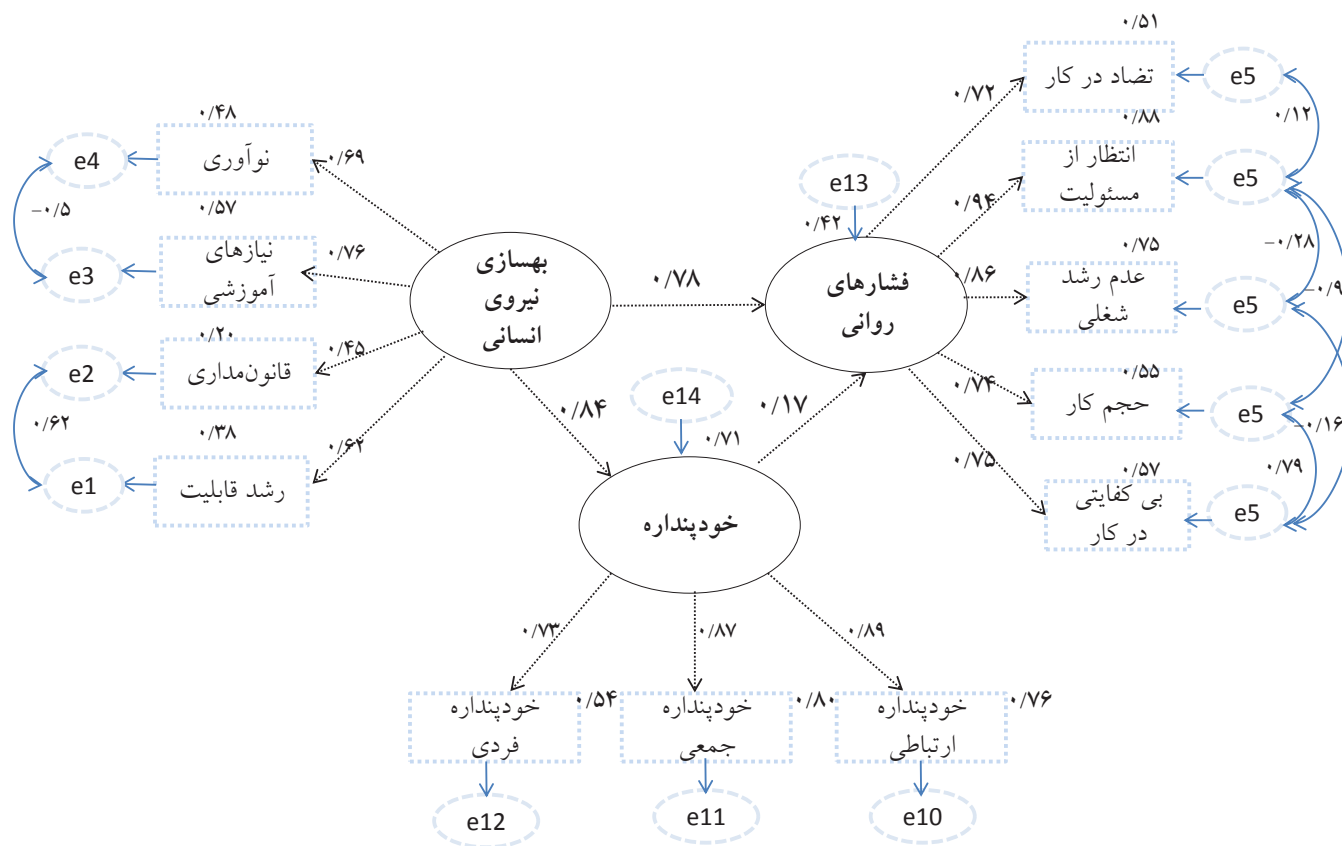 ۰/۵۱
تضاد در کار
e5
۰/۷۲
۰/۱۲
۰/۴۸
نوآوری
e4
۰/۶۹
۰/۸۸
انتظار از
مسئولیت
e5
e13
۰/۹۴
۰/۴۲
-۰/۵
۰/۵۷
نیازهای
آموزشی
e3
۰/۷۶
بهسازی
نیروی
انسانی
۰/۷۸
فشارهای
روانی
۰/۷۵
۰/۸۶
عدم رشد
شغلی
e5
-۰/۲۸
-۰/۹
۰/۲۰
قانون‌مداری
e2
۰/۴۵
۰/۵۵
۰/۷۴
حجم کار
e5
-۰/۱۶
e14
۰/۸۴
۰/۱۷
۰/۷۱
۰/۶۲
۰/۳۸
رشد قابلیت
e1
۰/۶۲
۰/۷۵
۰/۵۷
بی کفایتی
در کار
e5
۰/۷۹
خودپنداره
۰/۷۳
۰/۸۷
۰/۸۹
خودپنداره
فردی
۰/۵۴
خودپنداره
جمعی
۰/۸۰
خودپنداره
ارتباطی
۰/۷۶
e12
e11
e10